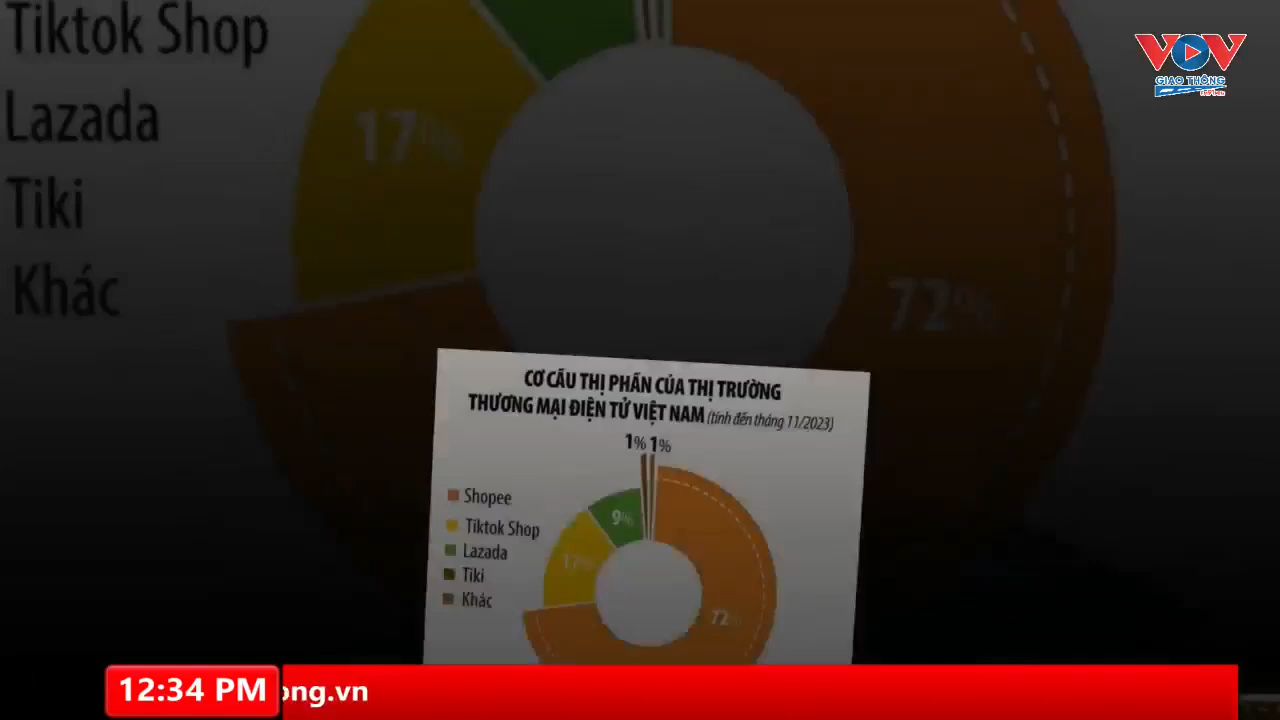 Tiktok Shop
Lazada
Tiki
Khác
17%
72%
VOV
GIAO THÔNG
CƠ CẤU THỊ PHẦN CỦA THỊ TRƯỜNG
THƯƠNG MẠI ĐIỆN TỬ VIỆT NAM (tính đến tháng 11/2023)
1% 1%
Shopee
Tiktok Shop
Lazada
Tiki
Khác
9%
17%
72%
12:34 PM
ong.vn